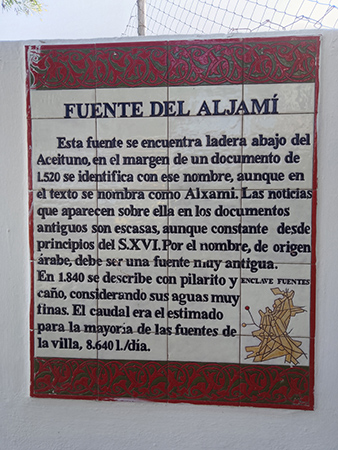 FUENTE DEL ALJAMÍ
Esta fuente se encuentra ladera abajo del
Aceituno, en el margen de un documento de
1.520 se identifica con ese nombre, aunque en
el texto se nombra como Alxami. Las noticias
que aparecen sobre ella en los documentos
antiguos son escasas, aunque constante desde
principios del S.XVI. Por el nombre, de origen
árabe, debe ser una fuente muy antigua.
En 1.840 se describe con pilarito y
caño, considerando sus aguas muy
finas. El caudal era el estimado
para la mayoría de las fuentes de
la villa, 8.640 l./día.
ENCLAVE FUENTES